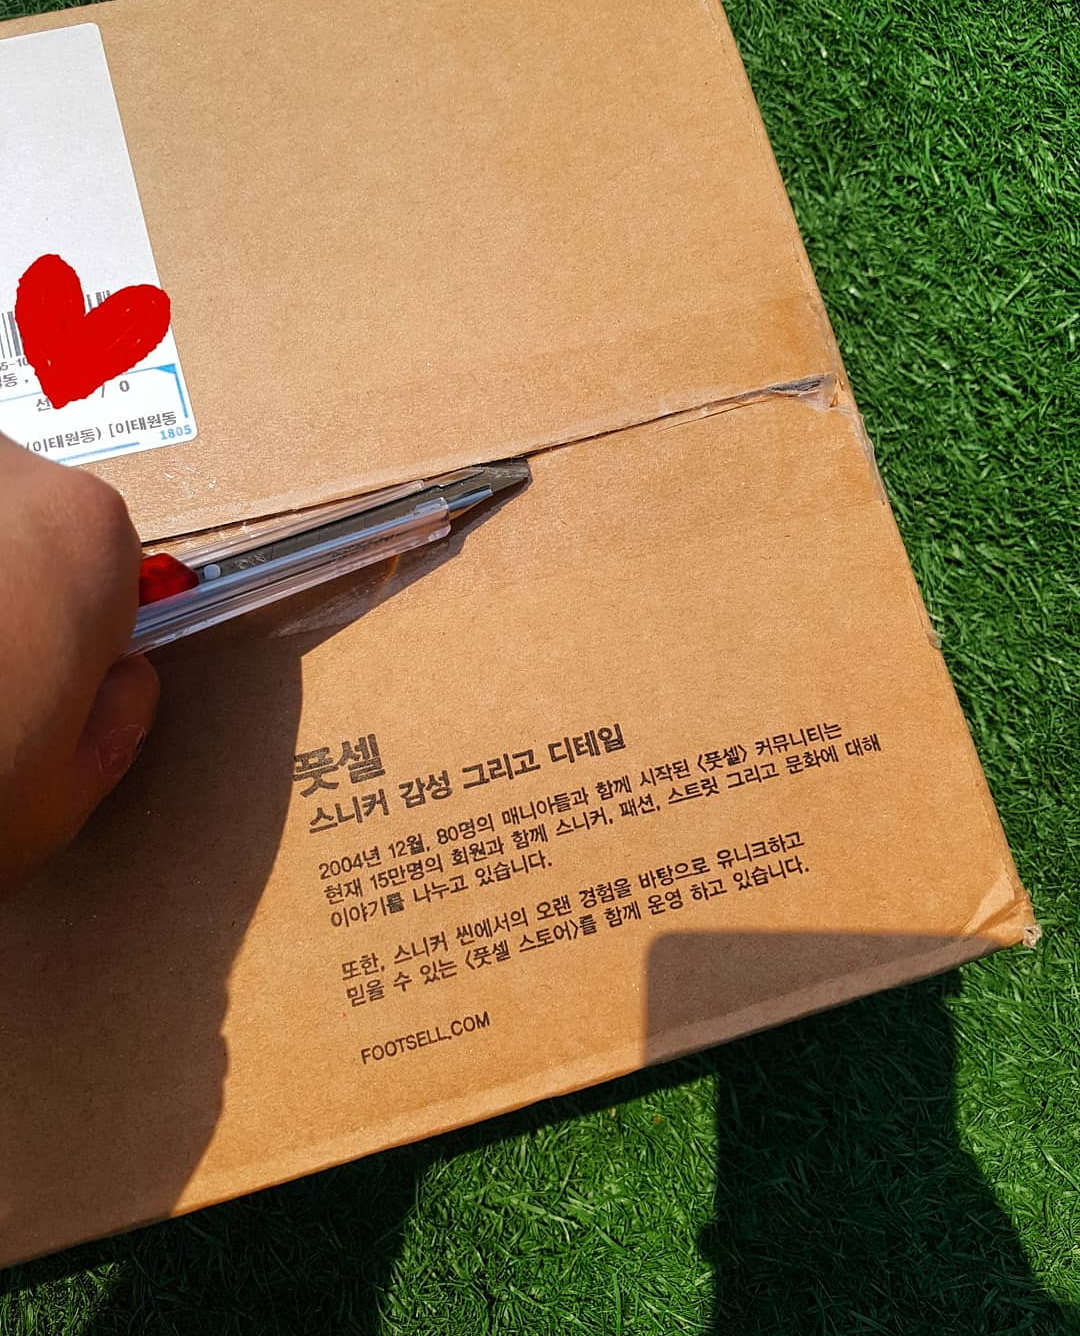 동
선
/ 0
(이태원동) [이태원동
1805
풋셀
스니커 감성 그리고 디테일
2004년 12월, 80명의 매니아들과 함께 시작된 〈풋셀〉 커뮤니티는
현재 15만명의 회원과 함께 스니커, 패션, 스트릿 그리고 문화에 대해
이야기를 나누고 있습니다.
또한, 스니커 씬에서의 오랜 경험을 바탕으로 유니크하고
믿을 수 있는 〈풋셀 스토어〉를 함께 운영 하고 있습니다.
FOOTSELL.COM